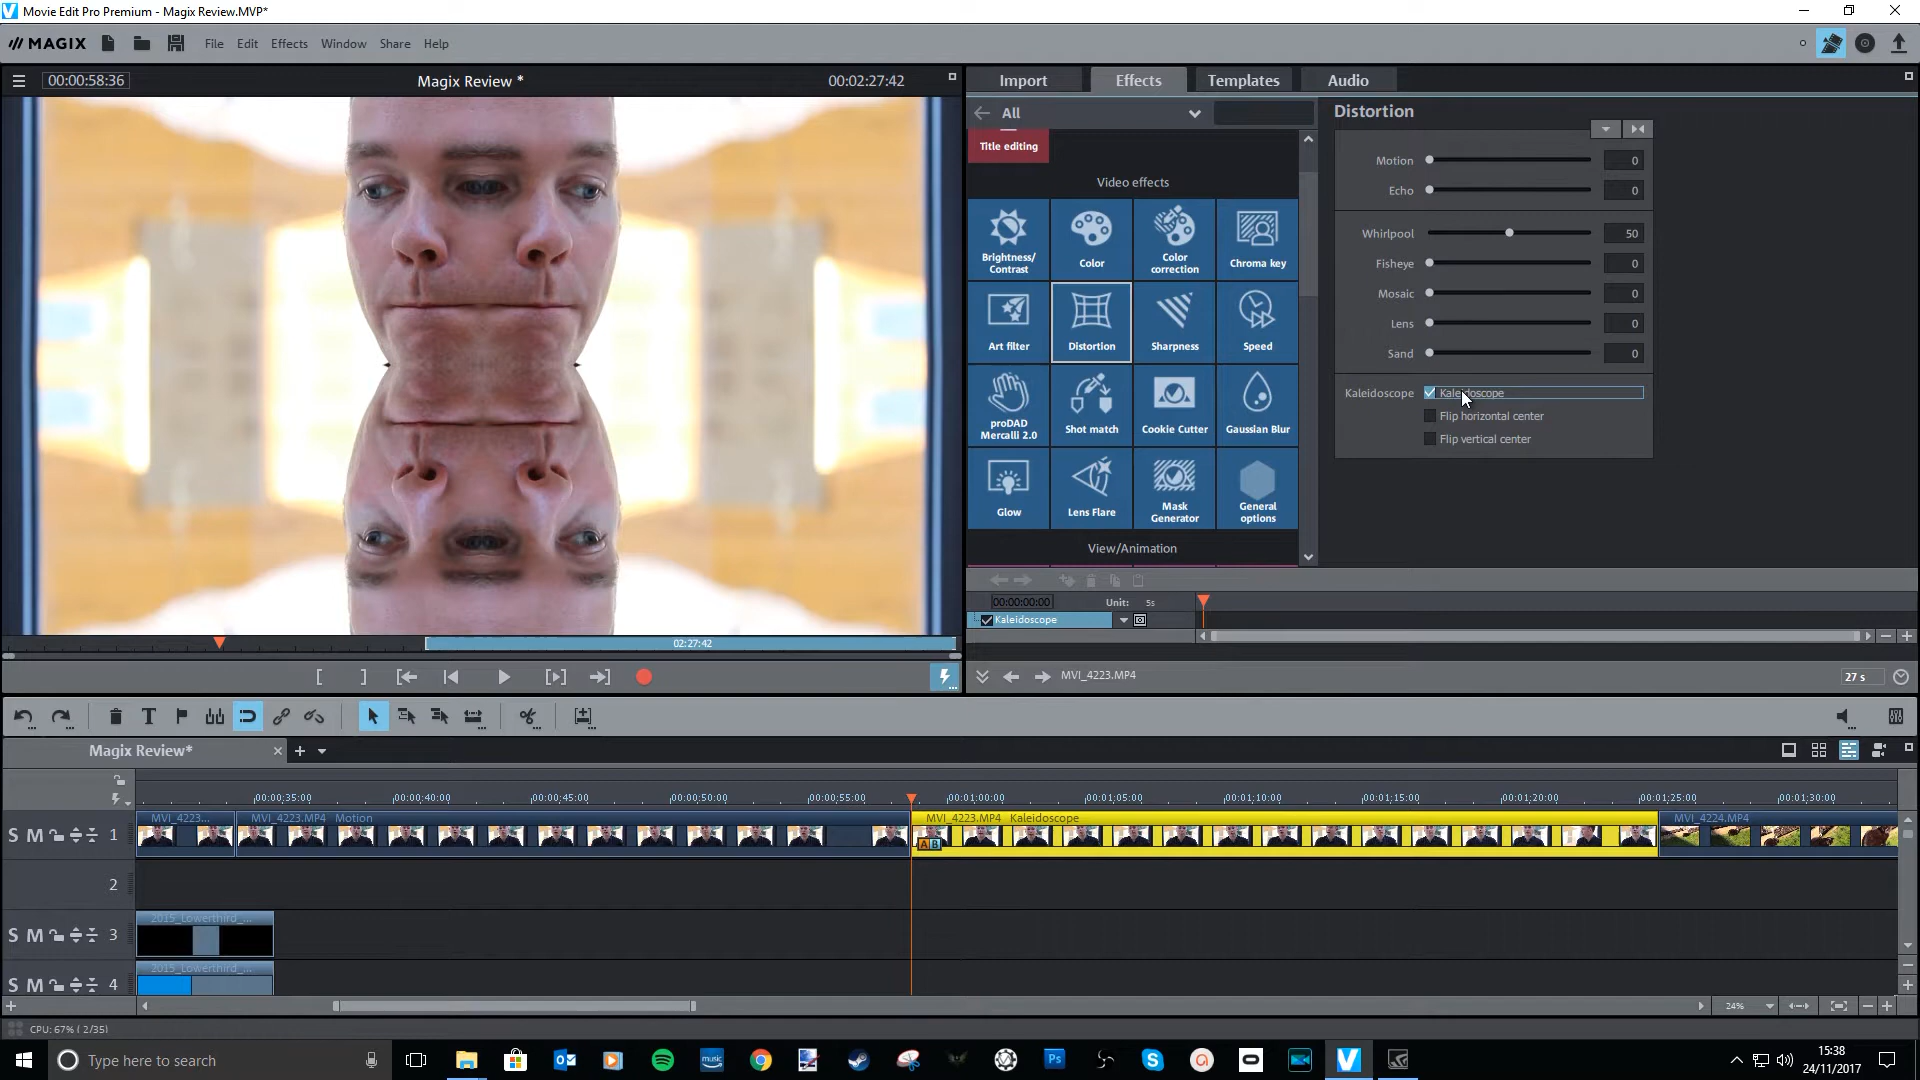 Movie Edit Pro Premium - Magix Review.MVP*
MAGIX File Edit Effects Window Share Help
00:00:58:36 Magix Review * 00:02:27:42
Import Effects Templates Audio
All
Distortion
Title editing
Video effects
Brightness/
Contrast
Color
Color
correction
Chroma key
Art filter
Distortion
Sharpness
Speed
proDAD
Mercalli 2.0
Shot match
Cookie Cutter
Gaussian Blur
Glow
Lens Flare
Mask
Generator
General
options
View/Animation
Motion 0
Echo 0
Whirlpool 50
Fisheye 0
Mosaic 0
Lens 0
Sand 0
Kaleidoscope Kaleidoscope
Flip horizontal center
Flip vertical center
00:00:00:00 Unit: 5s
Kaleidoscope
02:27:42
MVI_4223.MP4 27 s
Magix Review*
00:00:35:00 00:00:40:00 00:00:45:00 00:00:50:00 00:00:55:00 00:01:00:00 00:01:05:00 00:01:10:00 00:01:15:00 00:01:20:00 00:01:25:00 00:01:30:00
MVI_4223... MVI_4223.MP4 Motion MVI_4223.MP4 Kaleidoscope MVI_4224.MP4
S M 1
A B
2
2015_Lowerthird_...
S M 3
2015_Lowerthird_...
S M 4
24%
CPU: 67% ( 2/35)
Type here to search
music
Ps
15:38
24/11/2017